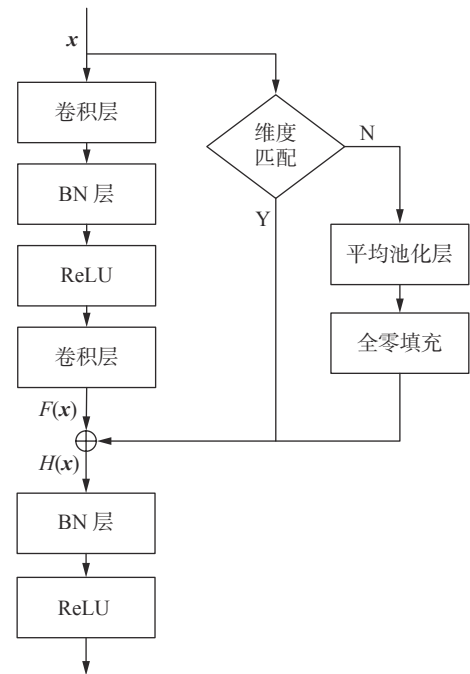 x
卷积层
BN 层
ReLU
卷积层
F(x)
H(x)
BN 层
ReLU
维度
匹配
N
Y
平均池化层
全零填充